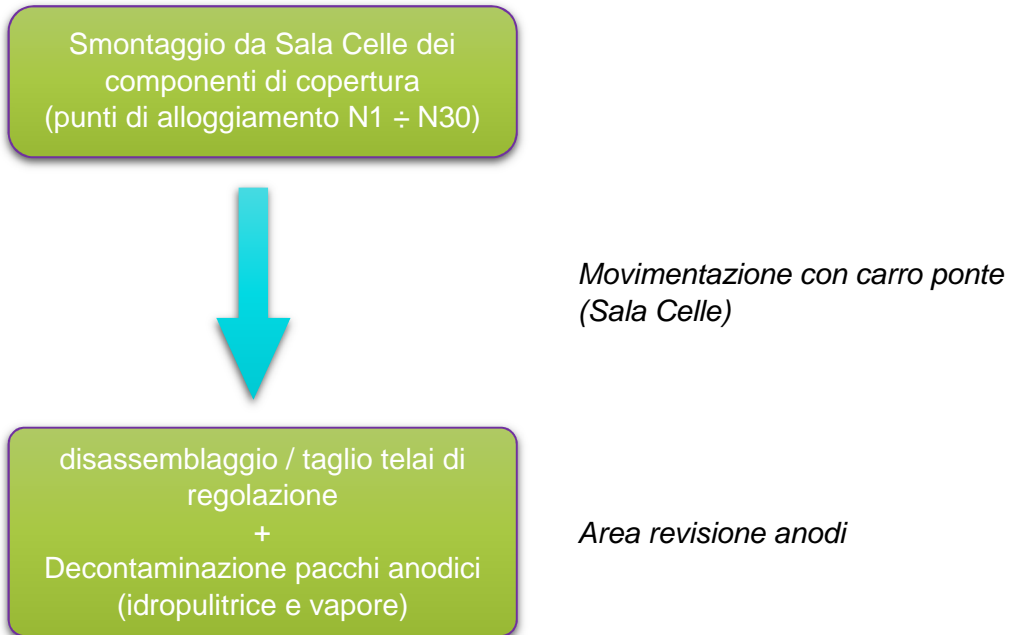 Smontaggio da Sala Celle dei
componenti di copertura
(punti di alloggiamento N1 ÷ N30)
Movimentazione con carro ponte
(Sala Celle)
disassemblaggio / taglio telai di
regolazione
+
Decontaminazione pacchi anodici
(idropulitrice e vapore)
Area revisione anodi